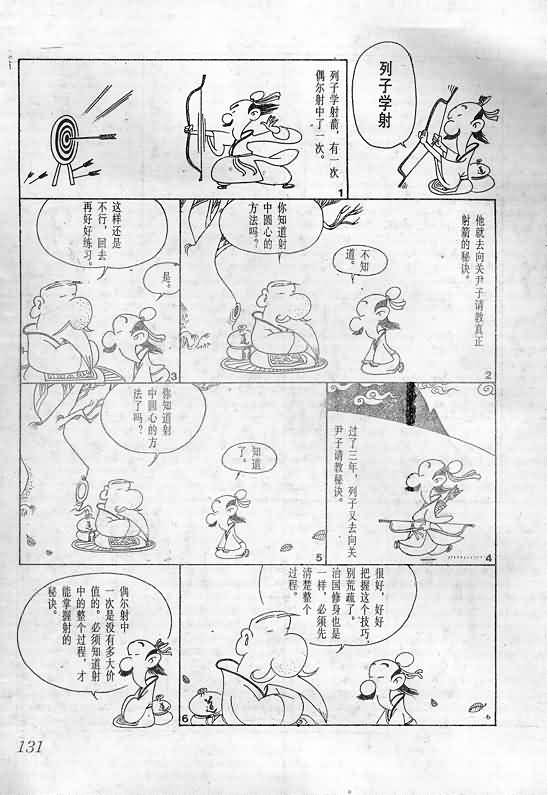 列子学射
列子学射箭,有一次
偶尔射中了一次。
1
他就去向关尹子请教真正
射箭的秘诀。
你知道射
中圆心的
方法吗?
不知
道。
2
这样还是
不行,回去
再好好练习。
是。
3
过了三年,列子又去向关
尹子请教秘诀。
4
你知道射
中圆心的方
法了吗?
知道
了。
5
很好,好好
把握这个技巧,
别荒疏了。
治国修身也是
一样,必须先
清楚整个
过程。
6
偶尔射中
一次是没有多大价
值的。必须知道射
中的整个过程,才
能掌握射的
秘诀。
道
131